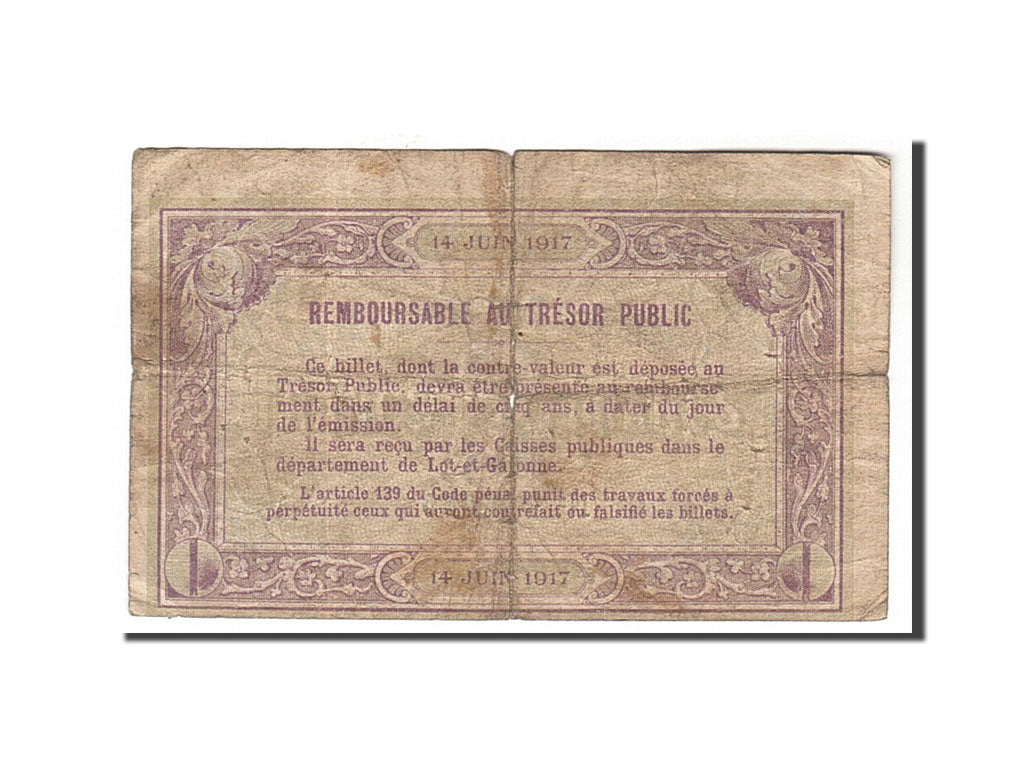 14 JUIN 1917
REMBOURSABLE AU TRÉSOR PUBLIC
Ce billet, dont la contre-valeur est déposée au
Trésor Public, devra être présenté au rembourse
ment dans un délai de cinq ans, à dater du jour
de l'émission.
Il sera reçu par les Caisses publiques dans le
département de Lot-et-Garonne.
L'article 139 du Code pénal punit des travaux forcés à
perpétuité ceux qui auront contrefait ou falsifié les billets.
1 1
14 JUIN 1917